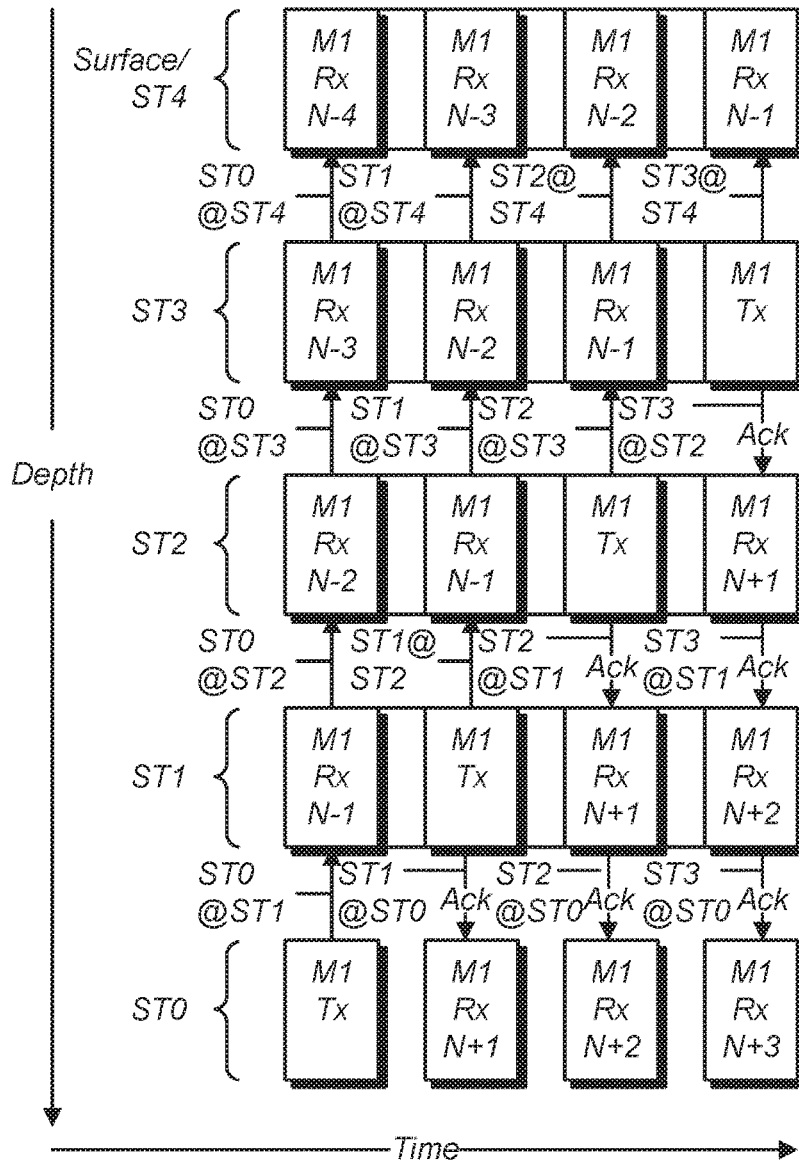 Surface/
ST4
M1
Rx
N-4
M1
Rx
N-3
M1
Rx
N-2
M1
Rx
N-1
ST0
@ST4
ST1
@ST4
ST2@
ST4
ST3@
ST4
ST3
M1
Rx
N-3
M1
Rx
N-2
M1
Rx
N-1
M1
Tx
ST0
@ST3
ST1
@ST3
ST2
@ST3
ST3
@ST2
Ack
Depth
ST2
M1
Rx
N-2
M1
Rx
N-1
M1
Tx
M1
Rx
N+1
ST0
@ST2
ST1@
ST2
ST2
@ST1
Ack
ST3
@ST1
Ack
ST1
M1
Rx
N-1
M1
Tx
M1
Rx
N+1
M1
Rx
N+2
ST0
@ST1
ST1
@ST0
Ack
ST2
@ST0
Ack
ST3
@ST0
Ack
ST0
M1
Tx
M1
Rx
N+1
M1
Rx
N+2
M1
Rx
N+3
Time